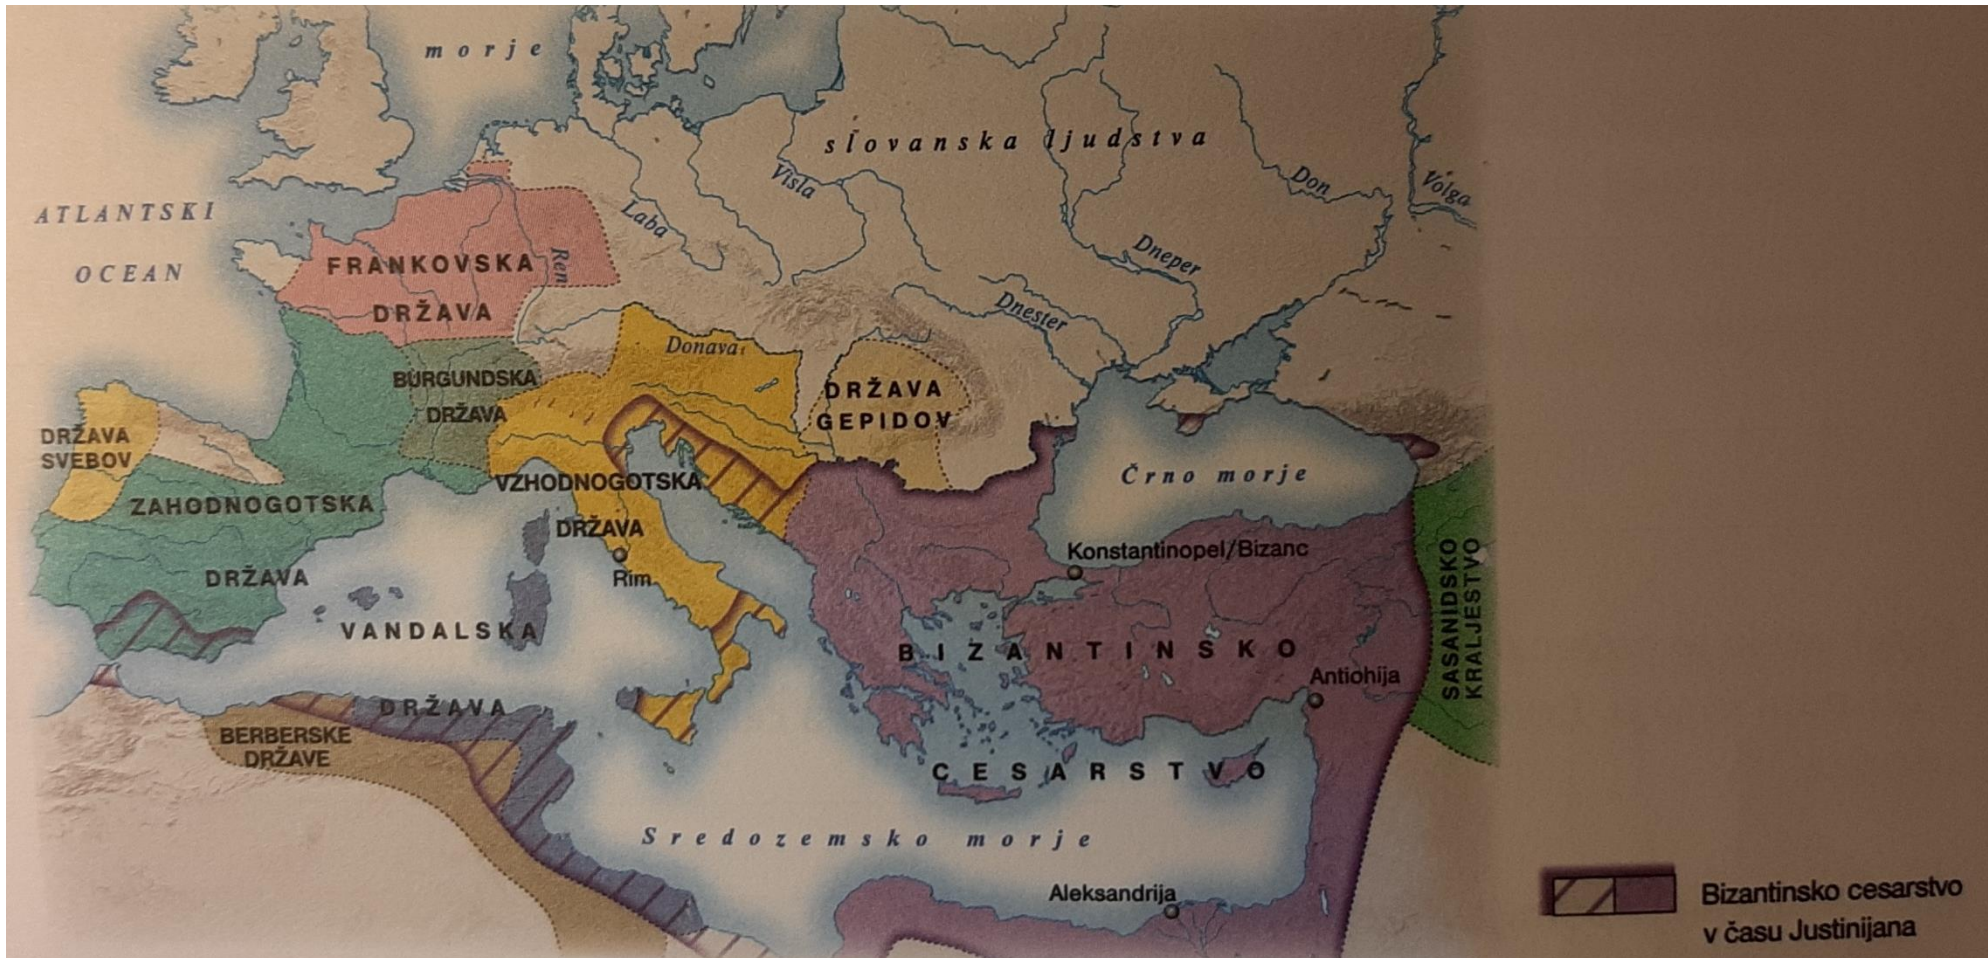 morje
slovanska ljudstva
Visla
Don
Volga
Laba
ATLANTSKI
OCEAN
Dneper
Ren
FRANKOVSKA
DRŽAVA
Dnester
Donava
BURGUNDSKA
DRŽAVA
DRŽAVA
GEPIDOV
DRŽAVA
SVEBOV
Črno morje
ZAHODNOGOTSKA
DRŽAVA
VZHODNOGOTSKA
DRŽAVA
Rim
Konstantinopel/Bizanc
SASANIDSKO
KRALJESTVO
VANDALSKA
DRŽAVA
BIZANTINSKO
CESARSTVO
Antiohija
BERBERSKE
DRŽAVE
Sredozemsko morje
Aleksandrija
Bizantinsko cesarstvo
v času Justinijana